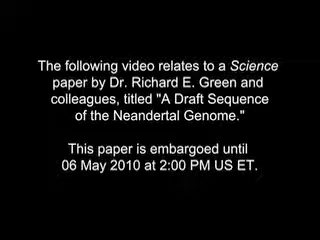 The following video relates to a Science
paper by Dr. Richard E. Green and
colleagues, titled "A Draft Sequence
of the Neandertal Genome."
This paper is embargoed until
06 May 2010 at 2:00 PM US ET.